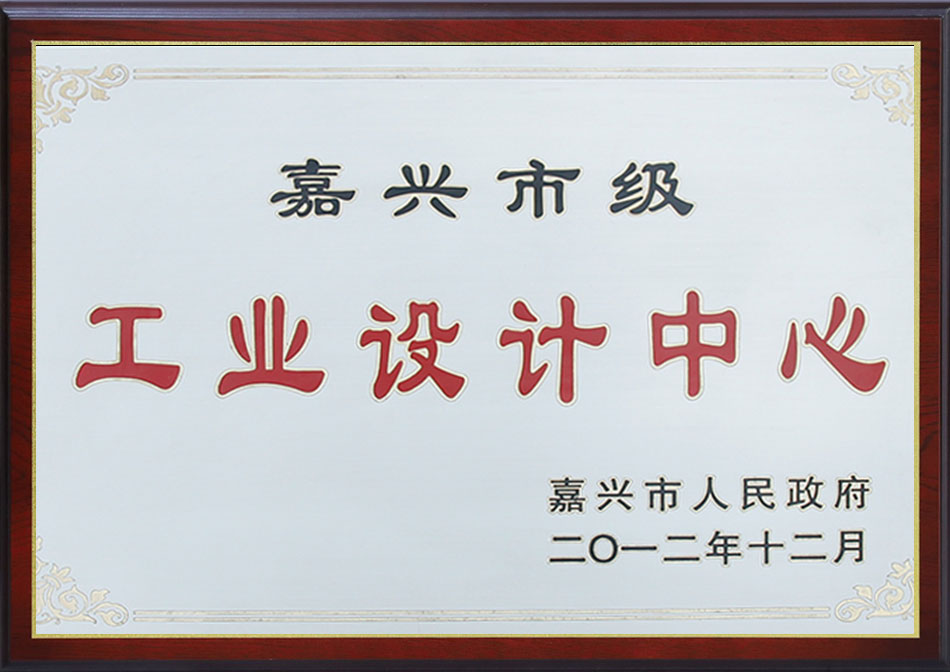 嘉兴市级
工业设计中心
嘉兴市人民政府
二〇一二年十二月